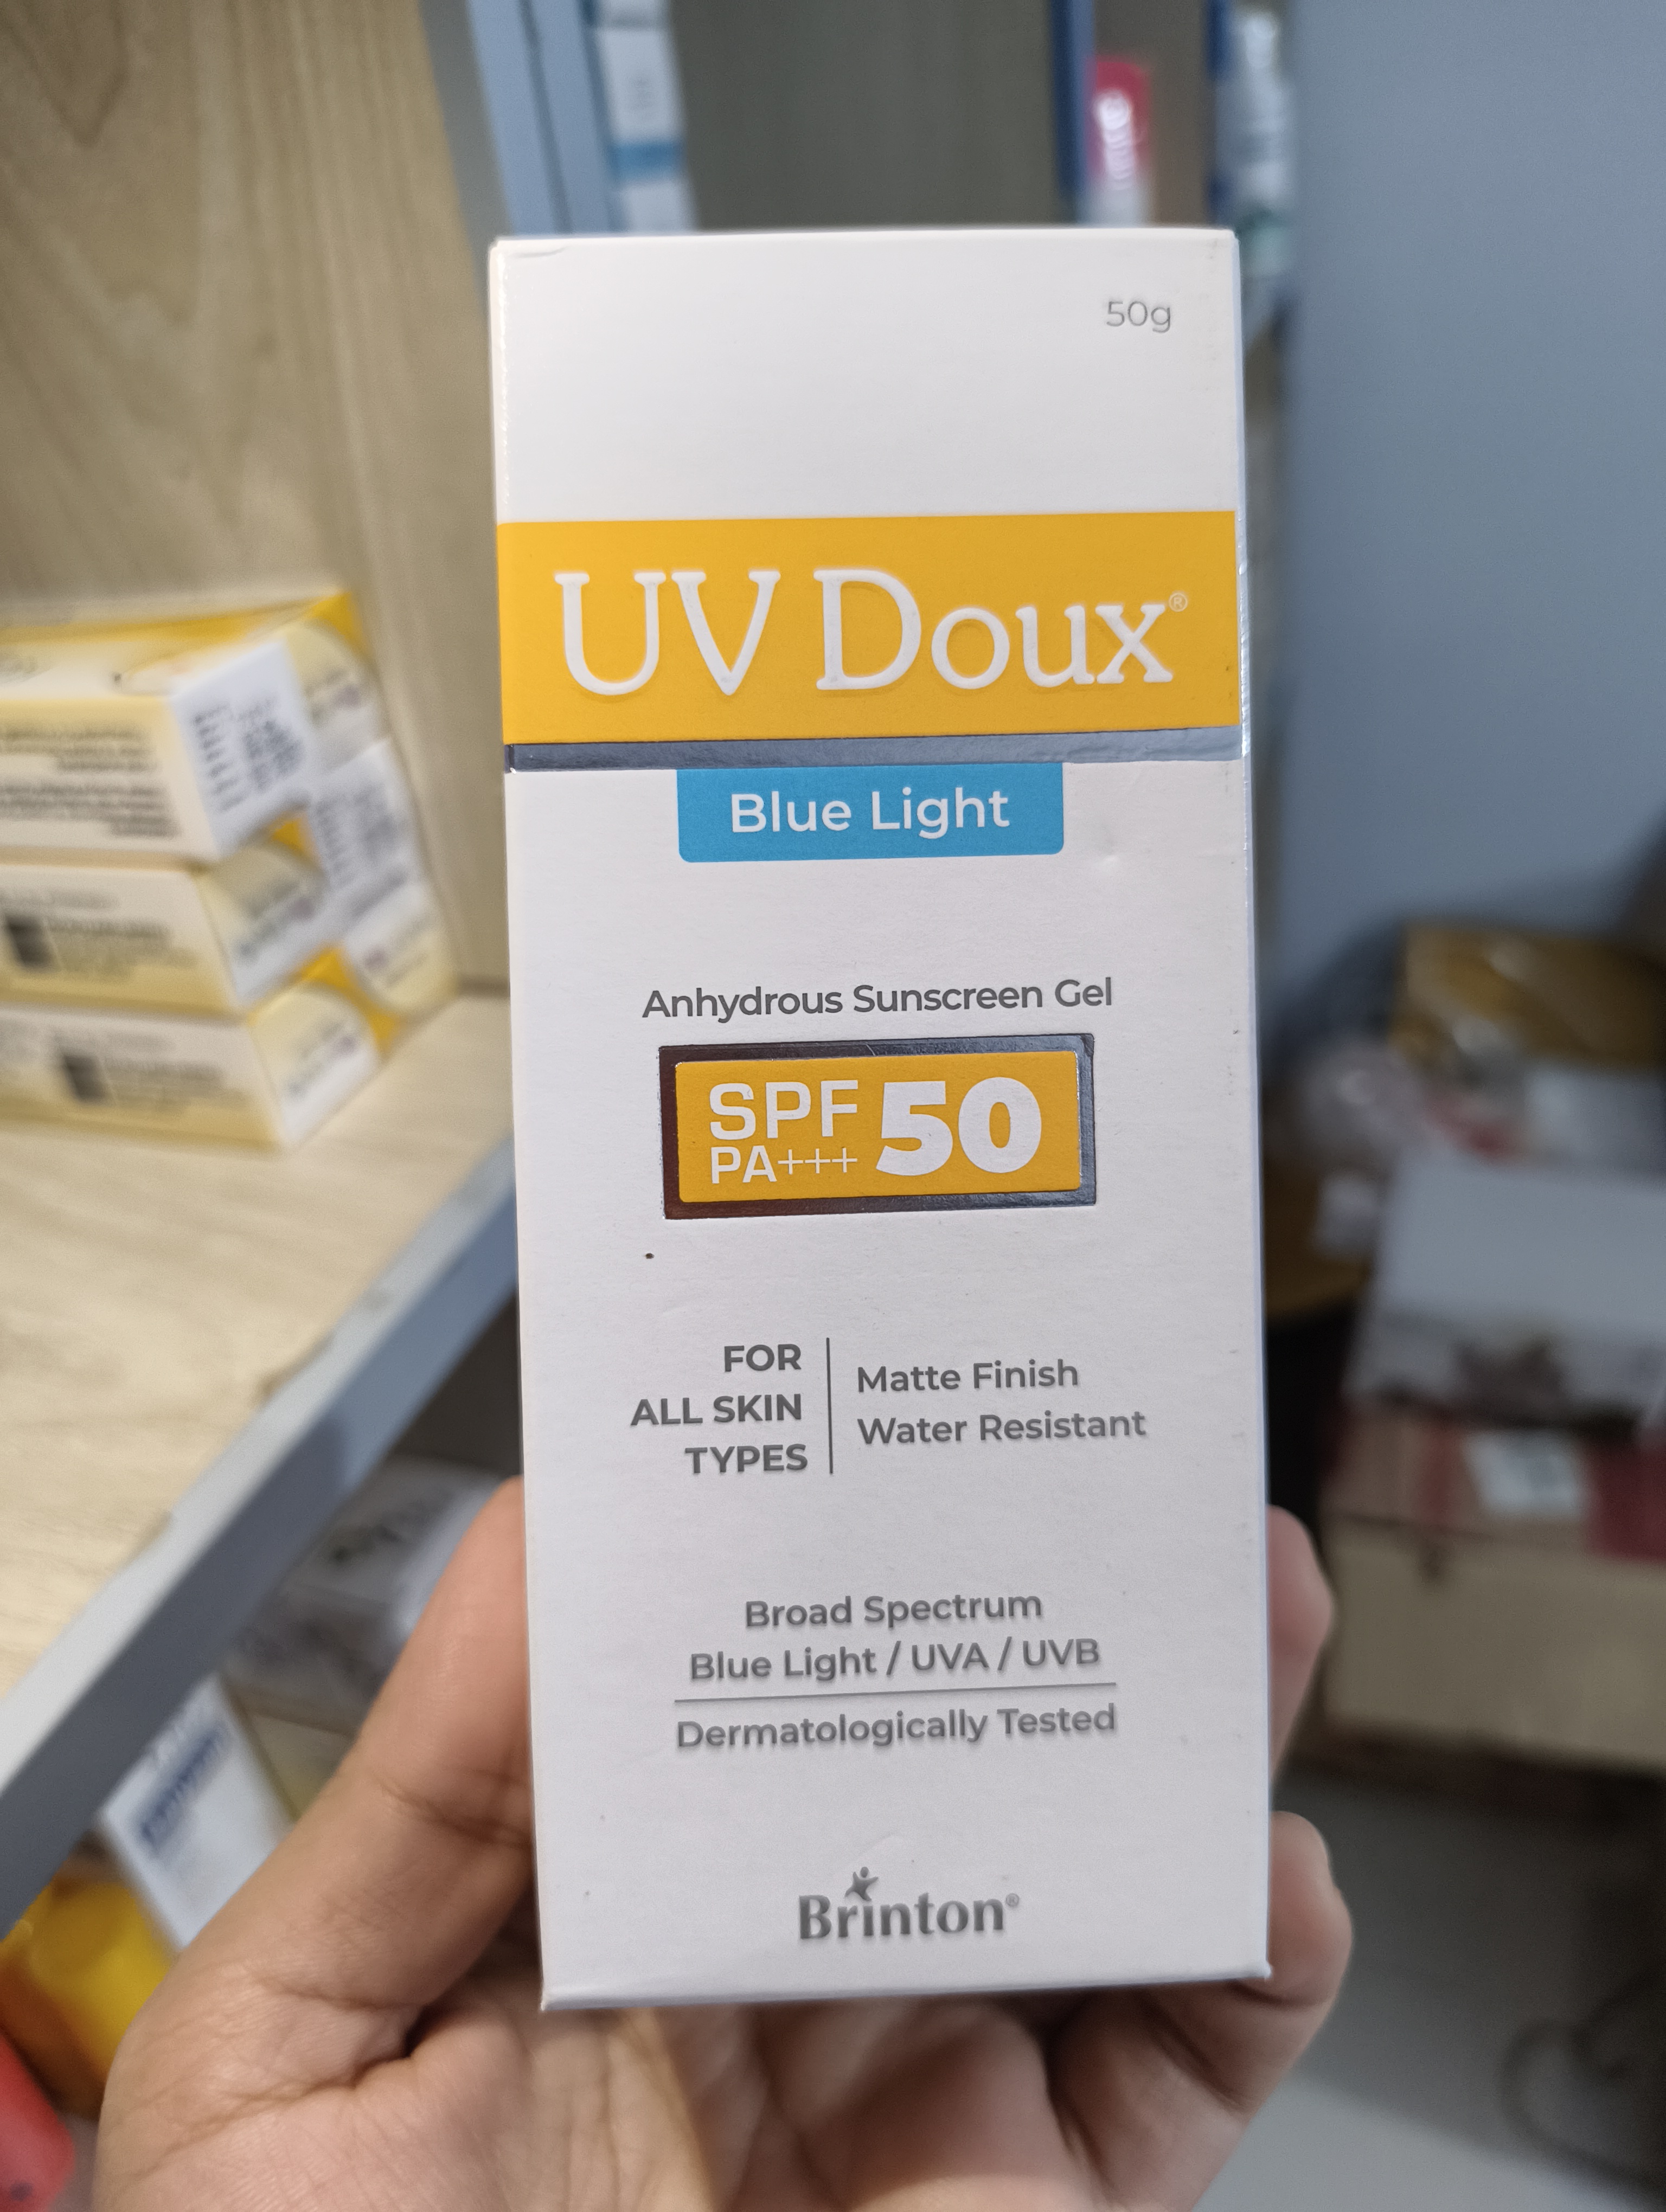 50g
UV Doux®
Blue Light
Anhydrous Sunscreen Gel
SPF 50
PA+++
FOR
ALL SKIN
TYPES
Matte Finish
Water Resistant
Broad Spectrum
Blue Light / UVA / UVB
Dermatologically Tested
Brinton®